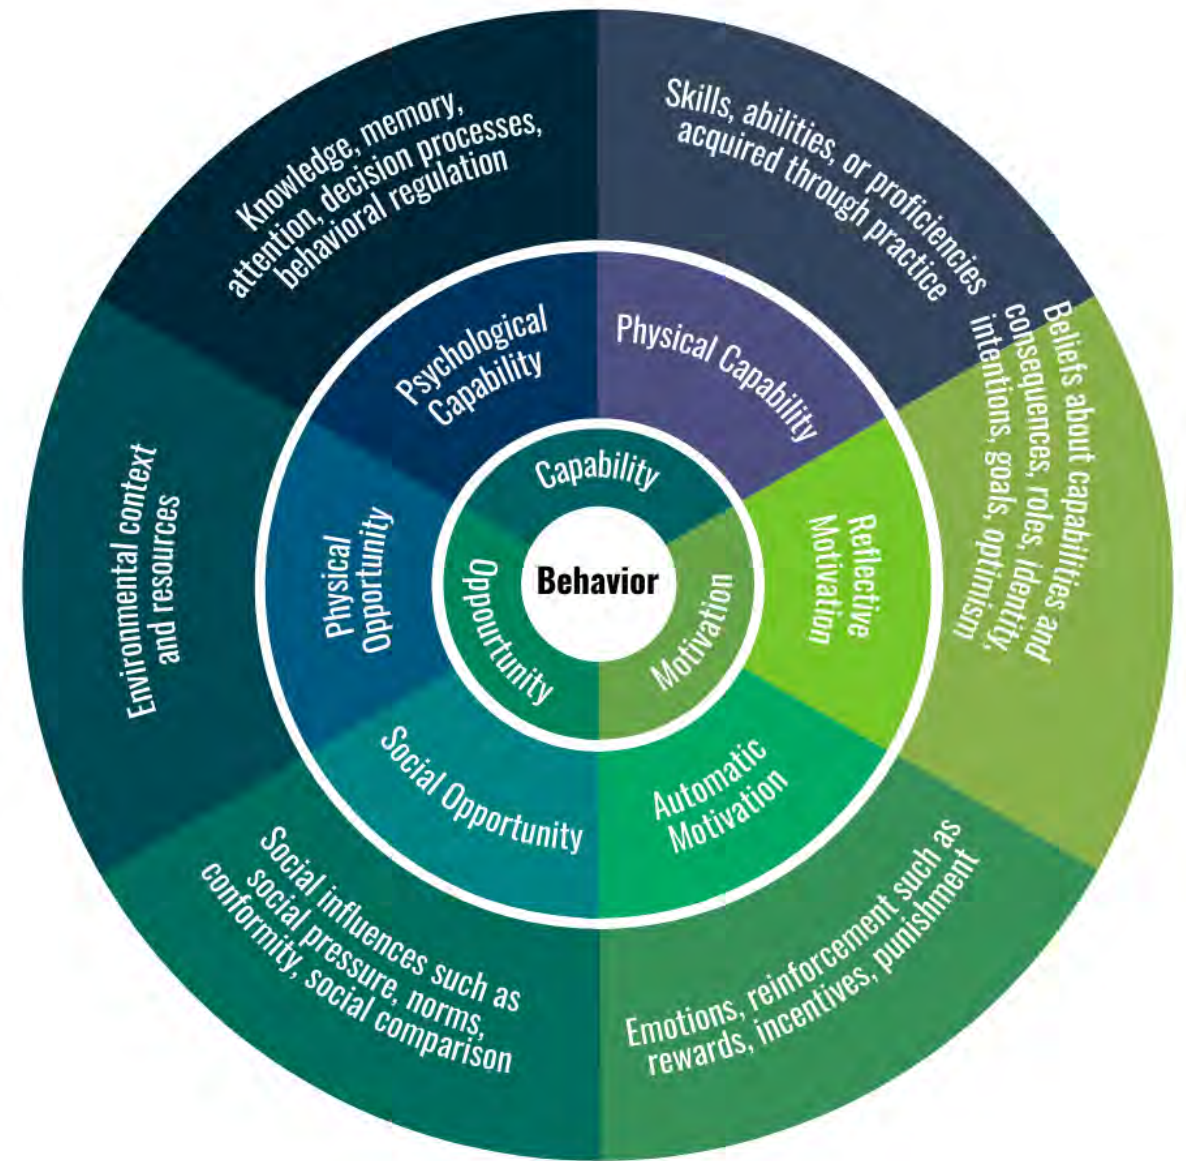 Knowledge, memory,
attention, decision processes,
behavioral regulation
Skills, abilities, or proficiencies
acquired through practice
Beliefs about capabilities and
consequences, roles, identity,
intentions, goals, optimism
Emotions, reinforcement such as
rewards, incentives, punishment
Social influences such as
social pressure, norms,
conformity, social comparison
Environmental context
and resources
Psychological
Capability
Physical Capability
Reflective
Motivation
Automatic
Motivation
Social Opportunity
Physical
Opportunity
Capability
Motivation
Oppourtunity
Behavior